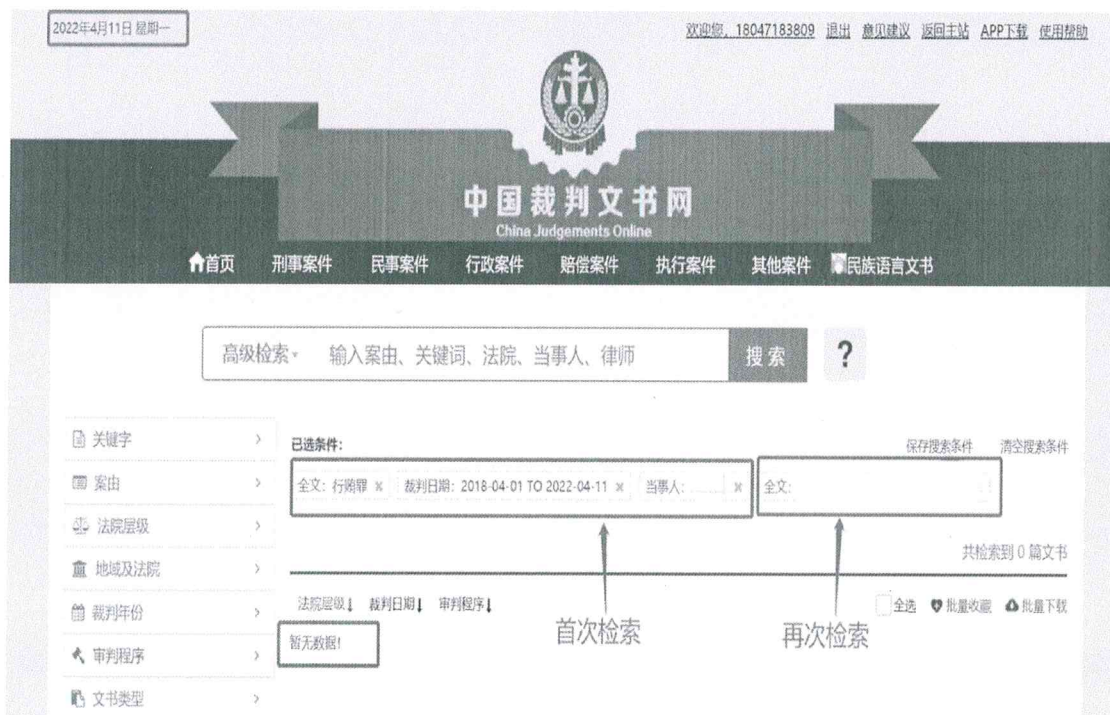 2022年4月11日 星期一
欢迎您，18047183809 退出 意见建议 返回主站 APP下载 使用帮助
中国裁判文书网
China Judgements Online
首页 刑事案件 民事案件 行政案件 赔偿案件 执行案件 其他案件 民族语言文书
高级检索 输入案由、关键词、法院、当事人、律师 搜索 ?
关键字
案由
法院层级
地域及法院
裁判年份
审判程序
文书类型
已选条件：
保存搜索条件 清空搜索条件
全文：行贿罪 × 裁判日期：2018-04-01 TO 2022-04-11 × 当事人： × 全文：
共检索到 0 篇文书
法院层级 裁判日期 审判程序
全选 批量收藏 批量下载
暂无数据！
首次检索
再次检索